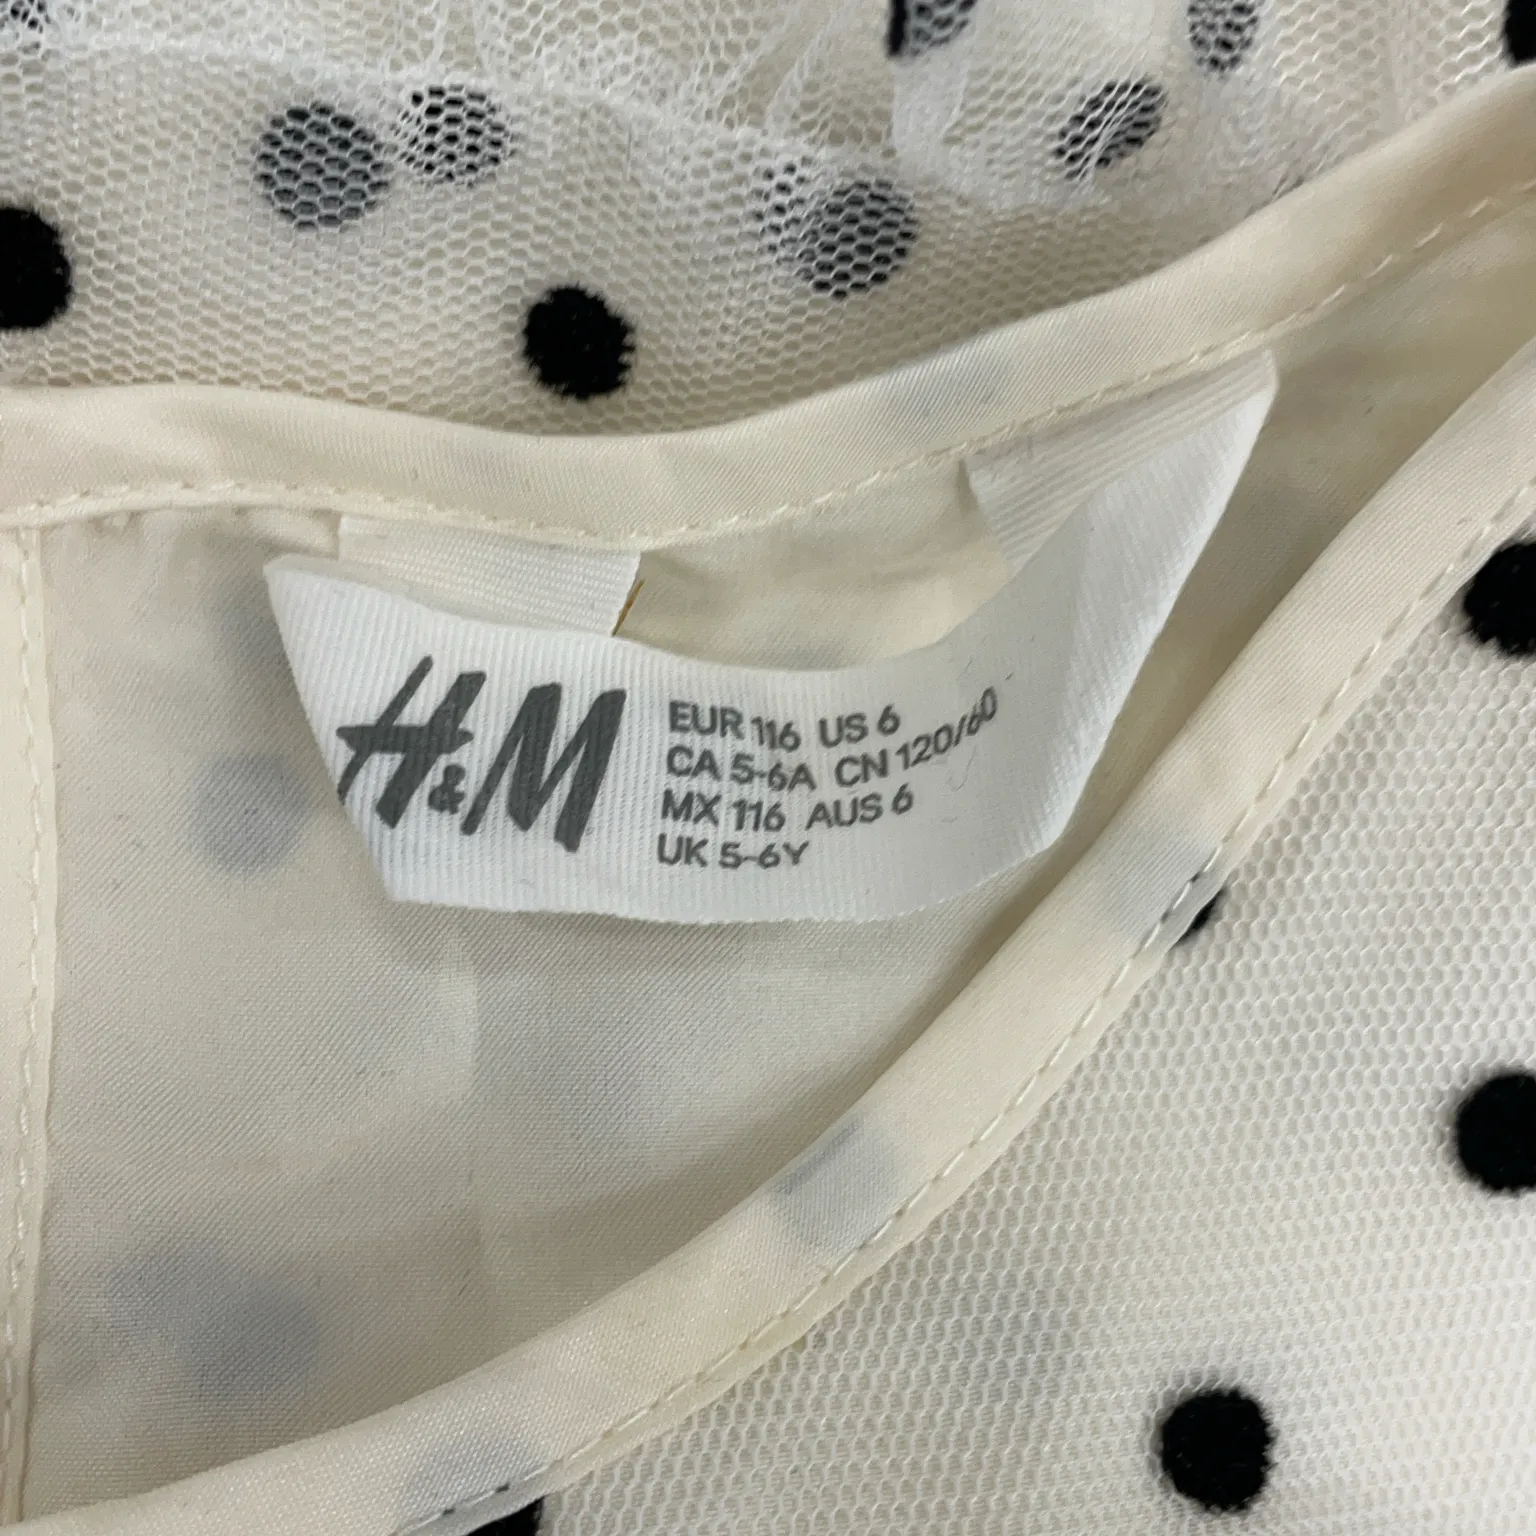 H&M
EUR 116 US 6
CA 5-6A CN 120/60
MX 116 AUS 6
UK 5-6Y